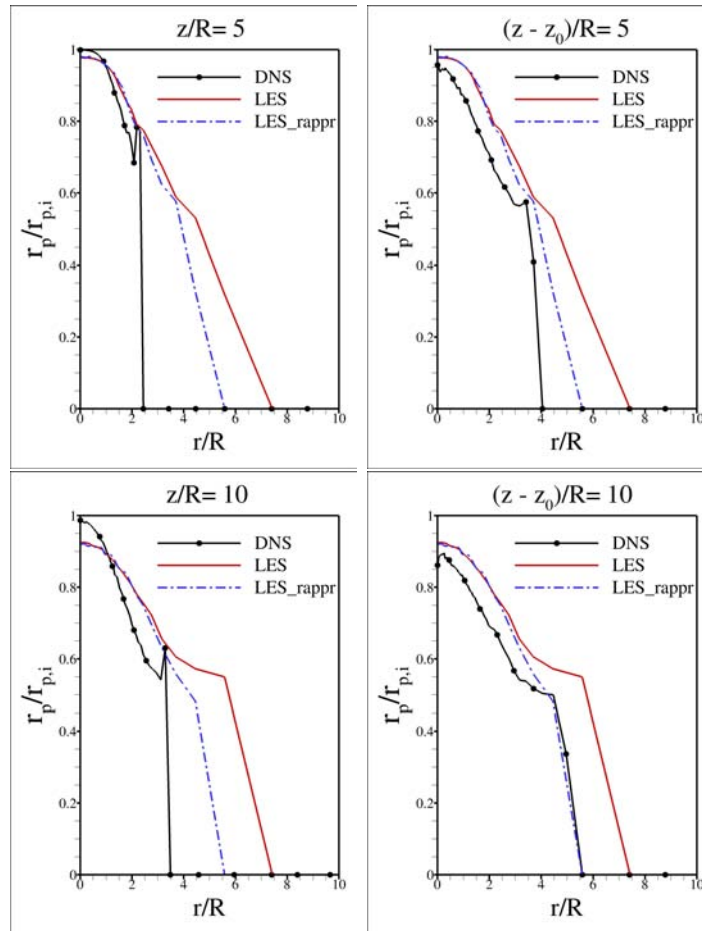 z/R= 5
1
0.8
0.6
0.4
0.2
0
r_p/r_{p,i}
DNS
LES
LES_rappr
0 2 4 6 8 10
r/R
(z - z_0)/R= 5
1
0.8
0.6
0.4
0.2
0
r_p/r_{p,i}
DNS
LES
LES_rappr
0 2 4 6 8 10
r/R
z/R= 10
1
0.8
0.6
0.4
0.2
0
r_p/r_{p,i}
DNS
LES
LES_rappr
0 2 4 6 8 10
r/R
(z - z_0)/R= 10
1
0.8
0.6
0.4
0.2
0
r_p/r_{p,i}
DNS
LES
LES_rappr
0 2 4 6 8 10
r/R